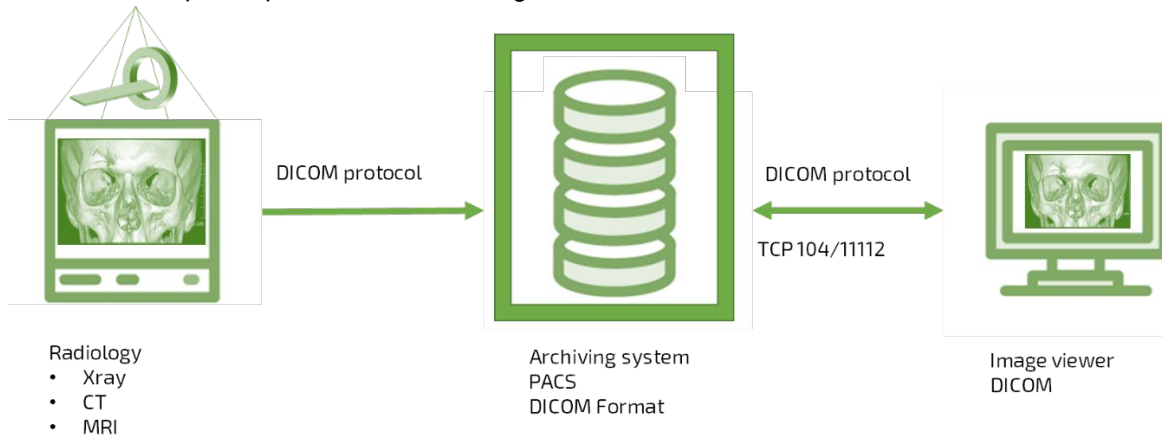 DICOM protocol
DICOM protocol
TCP 104/11112
Radiology
• Xray
• CT
• MRI
Archiving system
PACS
DICOM Format
Image viewer
DICOM